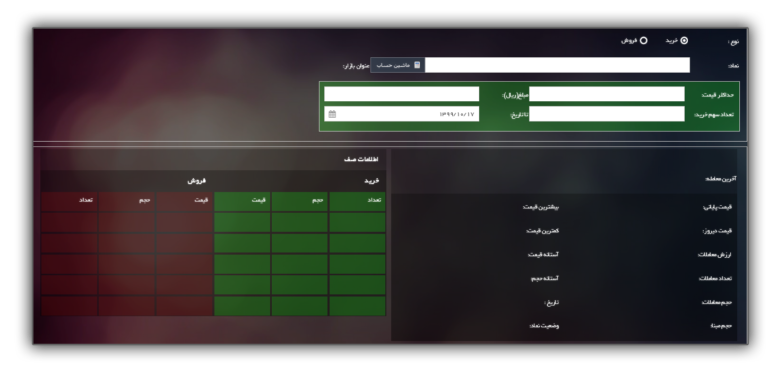 نوع : خرید فروش
نماد: ماشین حساب عنوان بازار:
حداکثر قیمت: مبلغ(ریال):
تعداد سهم خرید: تا تاریخ: ۱۳۹۹/۱۰/۱۷
اطلاعات صف
خرید فروش
تعداد حجم قیمت قیمت حجم تعداد
آخرین معامله:
قیمت پایانی: بیشترین قیمت:
قیمت دیروز: کمترین قیمت:
ارزش معاملات: آستانه قیمت:
تعداد معاملات: آستانه حجم:
حجم معاملات: تاریخ :
حجم مبنا: وضعیت نماد: